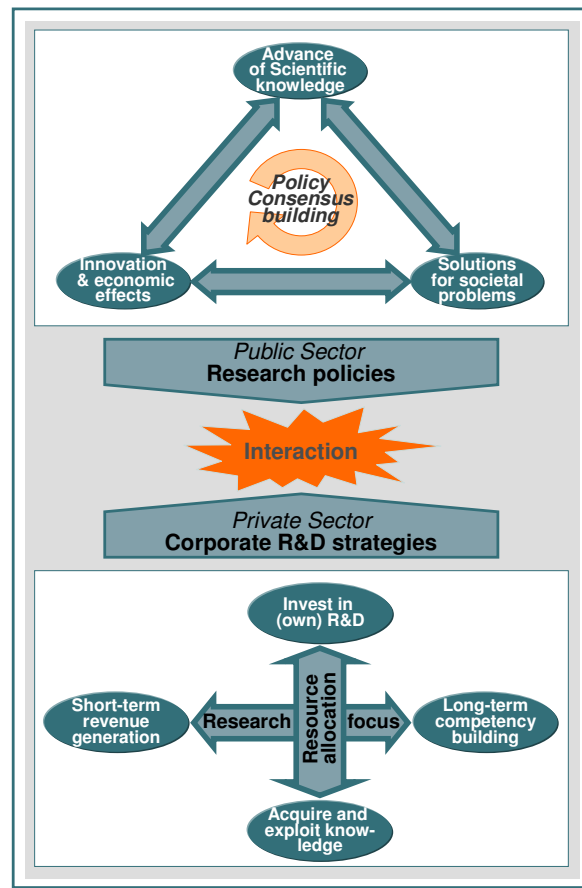 Advance
of Scientific
knowledge
Policy
Consensus
building
Innovation
& economic
effects
Solutions
for societal
problems
Public Sector
Research policies
Interaction
Private Sector
Corporate R&D strategies
Invest in
(own) R&D
Short-term
revenue
generation
Research focus
Resource
allocation
Long-term
competency
building
Acquire and
exploit know-
ledge